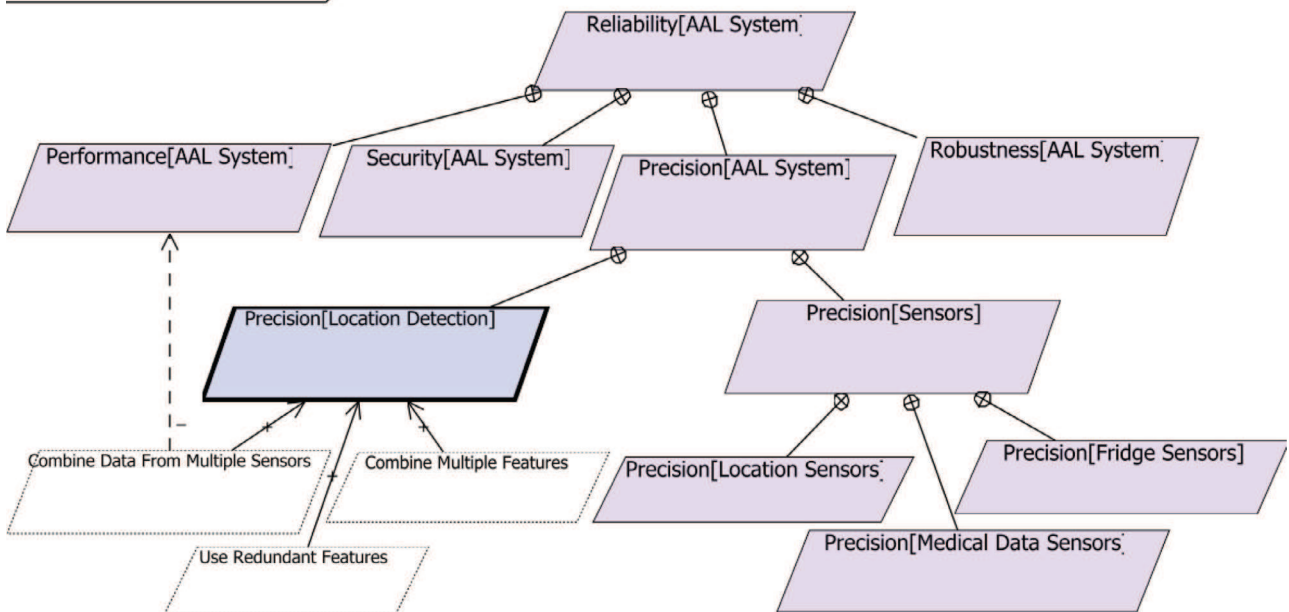 Reliability[AAL System]
Performance[AAL System]
Security[AAL System]
Precision[AAL System]
Robustness[AAL System]
Precision[Location Detection]
Precision[Sensors]
–
+
+
+
Combine Data From Multiple Sensors
Combine Multiple Features
Precision[Location Sensors]
Precision[Fridge Sensors]
Use Redundant Features
Precision[Medical Data Sensors]